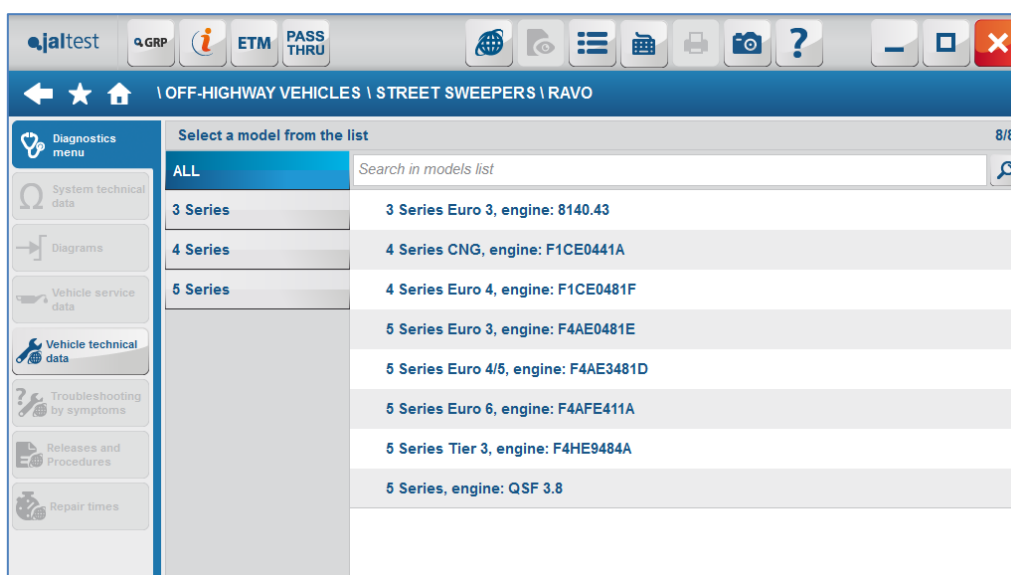 jaltest
GRP
i
ETM
PASS
THRU
?
\ OFF-HIGHWAY VEHICLES \ STREET SWEEPERS \ RAVO
Diagnostics
menu
System technical
data
Diagrams
Vehicle service
data
Vehicle technical
data
Troubleshooting
by symptoms
Releases and
Procedures
Repair times
Select a model from the list
8/8
ALL
3 Series
4 Series
5 Series
Search in models list
3 Series Euro 3, engine: 8140.43
4 Series CNG, engine: F1CE0441A
4 Series Euro 4, engine: F1CE0481F
5 Series Euro 3, engine: F4AE0481E
5 Series Euro 4/5, engine: F4AE3481D
5 Series Euro 6, engine: F4AFE411A
5 Series Tier 3, engine: F4HE9484A
5 Series, engine: QSF 3.8